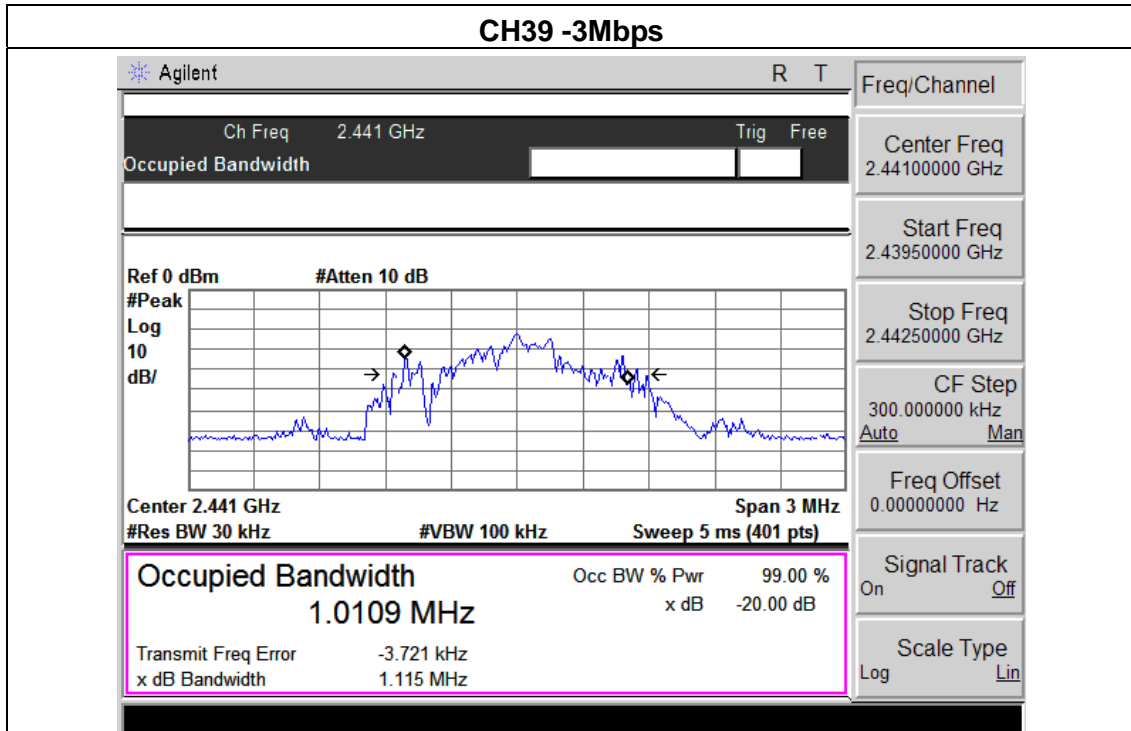 CH39 -3Mbps
Agilent R T
Freq/Channel
Ch Freq 2.441 GHz Trig Free
Occupied Bandwidth
Center Freq
2.44100000 GHz
Start Freq
2.43950000 GHz
Ref 0 dBm #Atten 10 dB
#Peak
Log
10
dB/
Stop Freq
2.44250000 GHz
CF Step
300.000000 kHz
Auto Man
Freq Offset
0.00000000 Hz
Center 2.441 GHz Span 3 MHz
#Res BW 30 kHz #VBW 100 kHz Sweep 5 ms (401 pts)
Occupied Bandwidth Occ BW % Pwr 99.00 %
1.0109 MHz x dB -20.00 dB
Signal Track
On Off
Transmit Freq Error -3.721 kHz
x dB Bandwidth 1.115 MHz
Scale Type
Log Lin